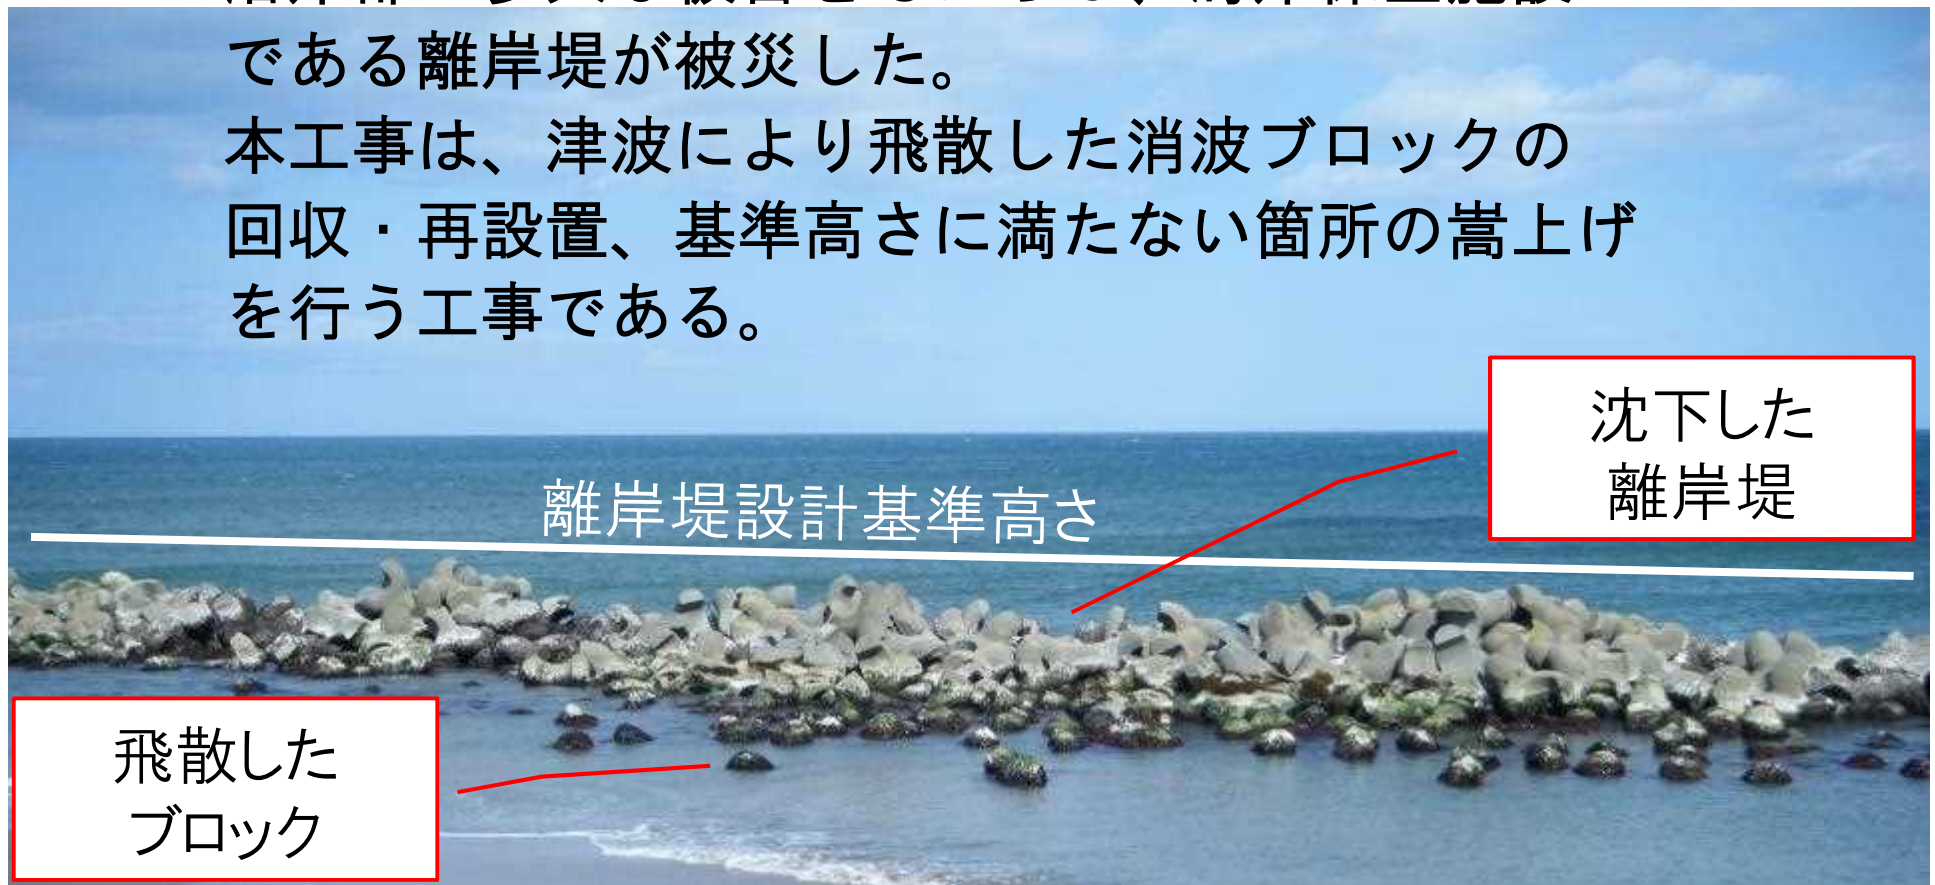 である離岸堤が被災した。
本工事は、津波により飛散した消波ブロックの
回収・再設置、基準高さに満たない箇所の嵩上げ
を行う工事である。
沈下した
離岸堤
離岸堤設計基準高さ
飛散した
ブロック